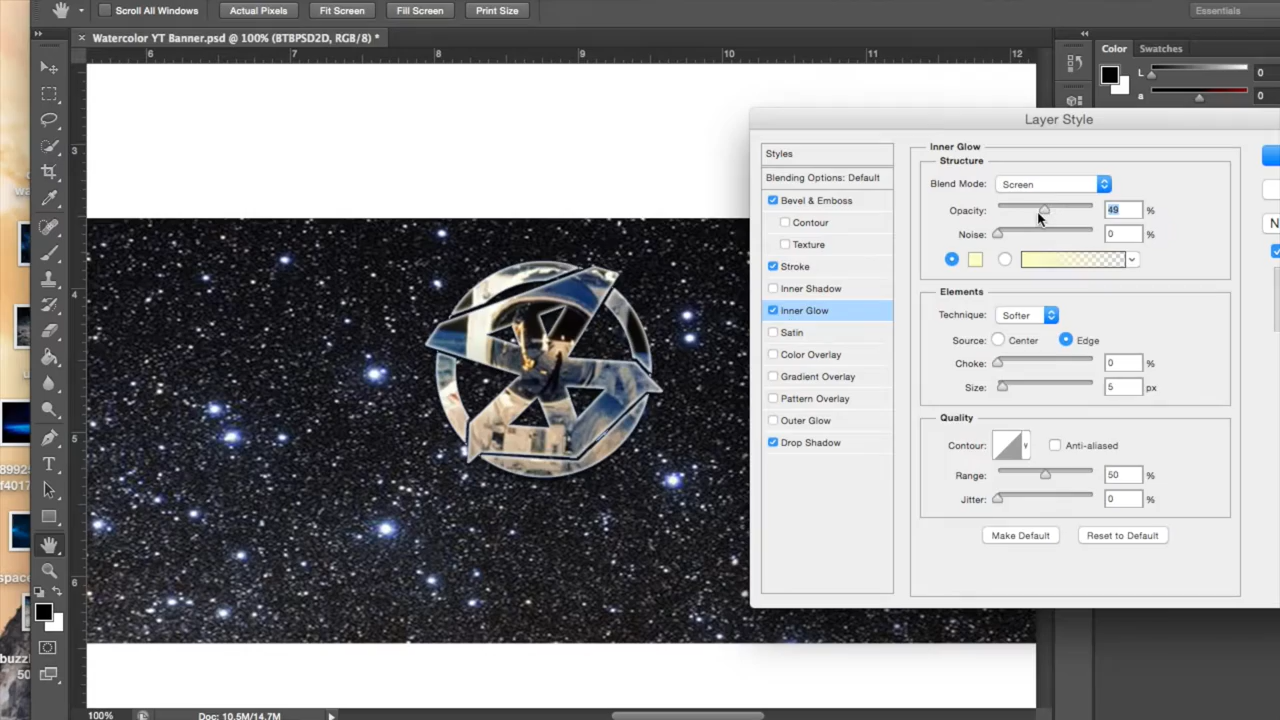 Scroll All Windows
Actual Pixels
Fit Screen
Fill Screen
Print Size
Essentials
× Watercolor YT Banner.psd @ 100% (BTBPSD2D, RGB/8) *
Color
Swatches
6 7 8 9 10 11 12
L 0
a 0
3
4
5
6
Layer Style
Styles
Blending Options: Default
Bevel & Emboss
Contour
Texture
Stroke
Inner Shadow
Inner Glow
Satin
Color Overlay
Gradient Overlay
Pattern Overlay
Outer Glow
Drop Shadow
Inner Glow
Structure
Blend Mode: Screen
Opacity: 49 %
Noise: 0 %
Elements
Technique: Softer
Source: Center Edge
Choke: 0 %
Size: 5 px
Quality
Contour: Anti-aliased
Range: 50 %
Jitter: 0 %
Make Default
Reset to Default
N
T
8992
f4017
space
buzz
50
100%
Doc: 10.5M/14.7M